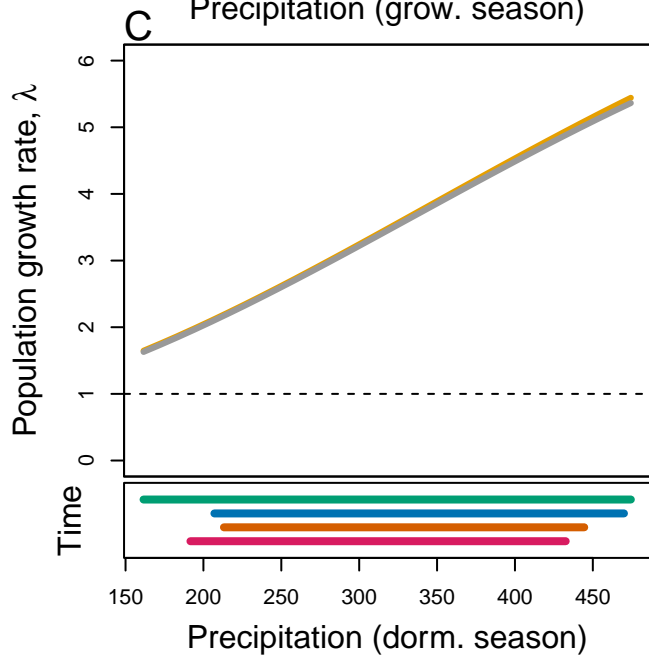 Precipitation (grow. season)
C
Population growth rate, λ
6
5
4
3
2
1
0
Time
150 200 250 300 350 400 450
Precipitation (dorm. season)